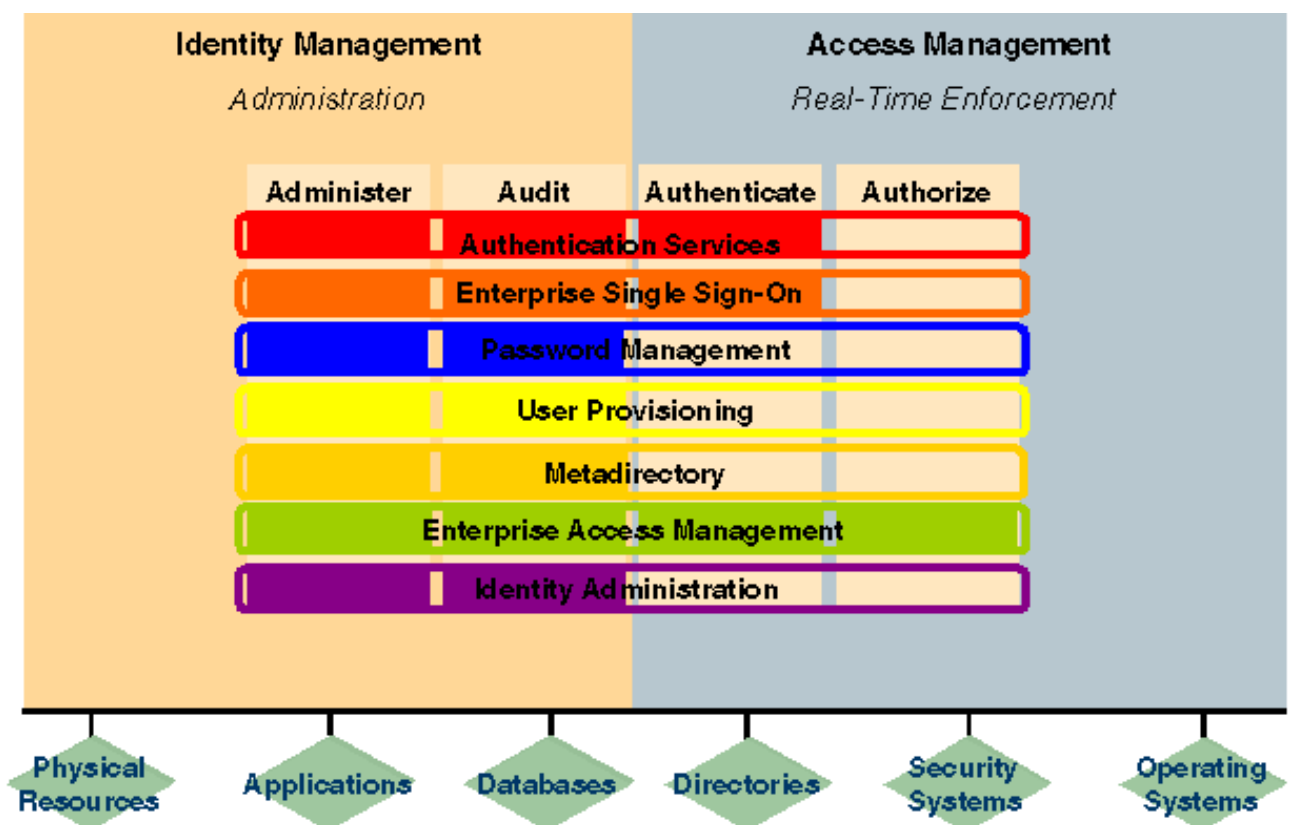 Identity Management
Access Management
Administration
Real-Time Enforcement
Administer
Audit
Authenticate
Authorize
Authentication Services
Enterprise Single Sign-On
Password Management
User Provisioning
Metadirectory
Enterprise Access Management
Identity Administration
Physical
Resources
Applications
Databases
Directories
Security
Systems
Operating
Systems